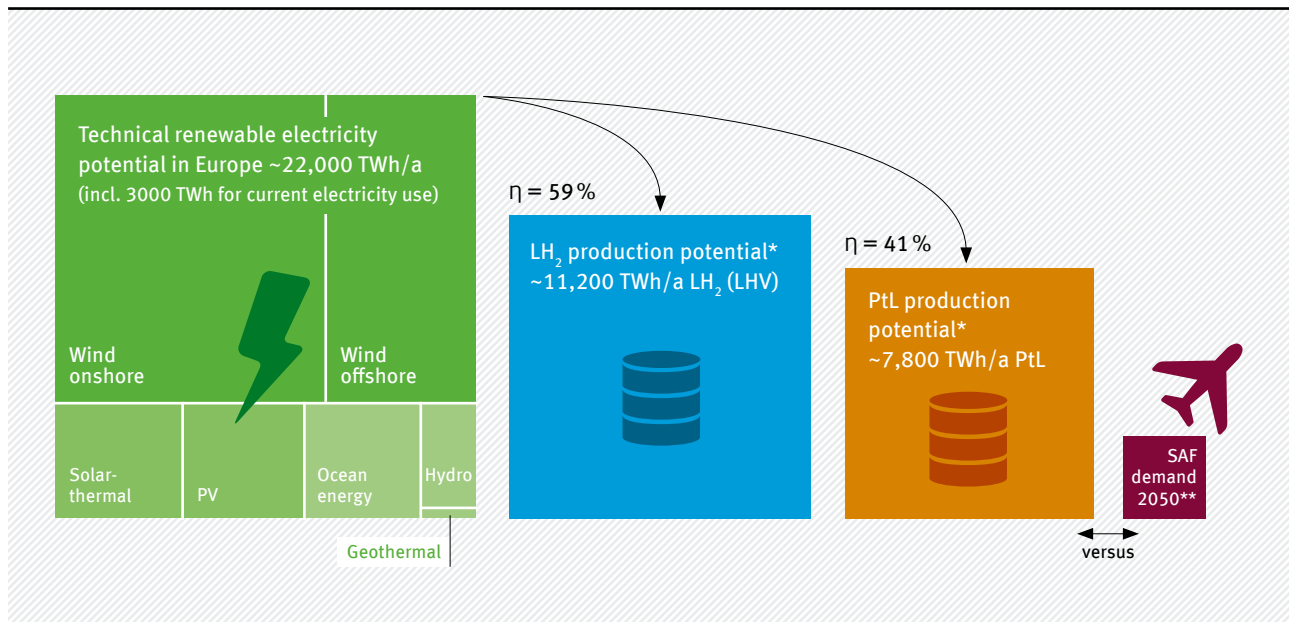 Technical renewable electricity
potential in Europe ~22,000 TWh/a
(incl. 3000 TWh for current electricity use)
Wind
onshore
Wind
offshore
Solar-
thermal
PV
Ocean
energy
Hydro
Geothermal
η = 59 %
LH₂ production potential*
~11,200 TWh/a LH₂ (LHV)
η = 41 %
PtL production
potential*
~7,800 TWh/a PtL
SAF
demand
2050**
versus